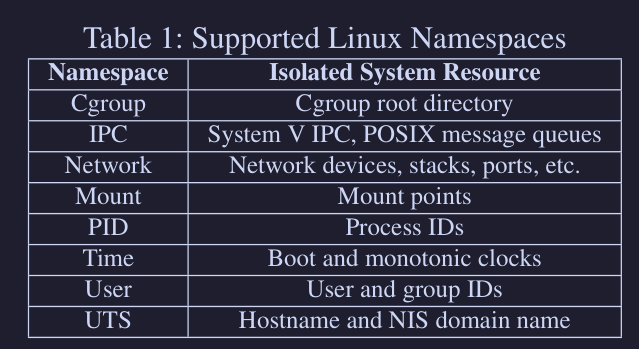 Table 1: Supported Linux Namespaces
Namespace Isolated System Resource
Cgroup Cgroup root directory
IPC System V IPC, POSIX message queues
Network Network devices, stacks, ports, etc.
Mount Mount points
PID Process IDs
Time Boot and monotonic clocks
User User and group IDs
UTS Hostname and NIS domain name